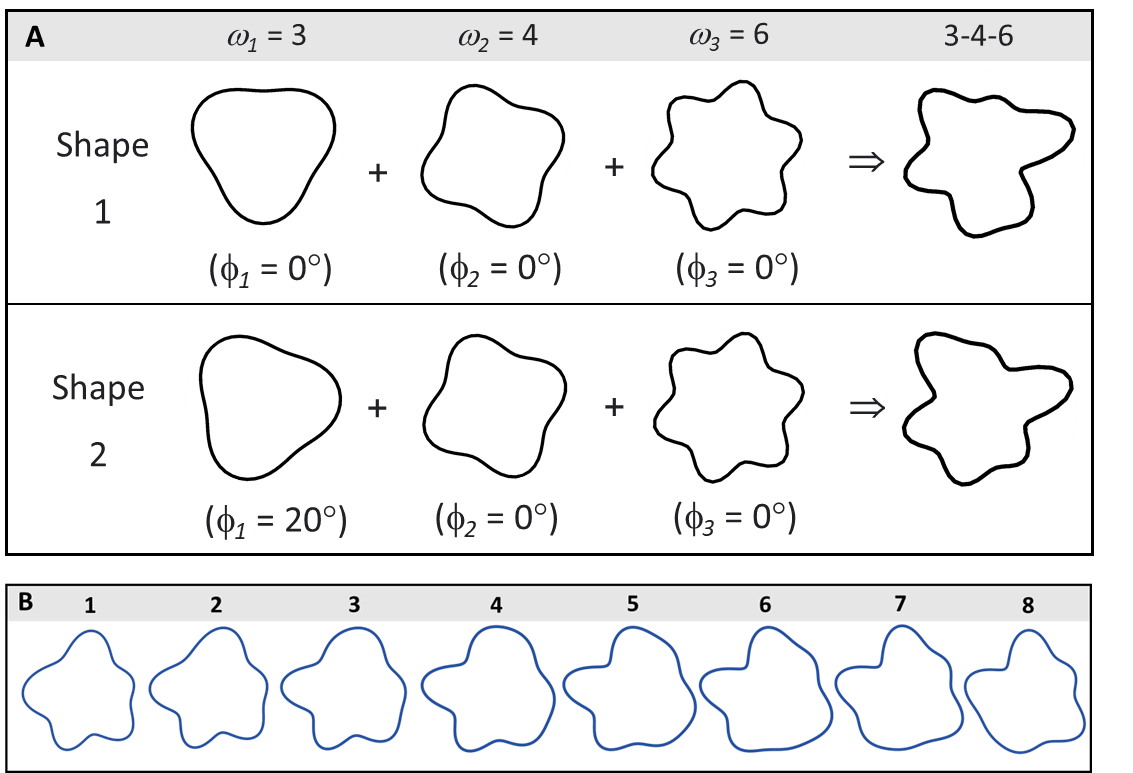 A ω1 = 3 ω2 = 4 ω3 = 6 3-4-6
Shape
1
+ + ⇒
(ϕ1 = 0°) (ϕ2 = 0°) (ϕ3 = 0°)
Shape
2
+ + ⇒
(ϕ1 = 20°) (ϕ2 = 0°) (ϕ3 = 0°)
B 1 2 3 4 5 6 7 8